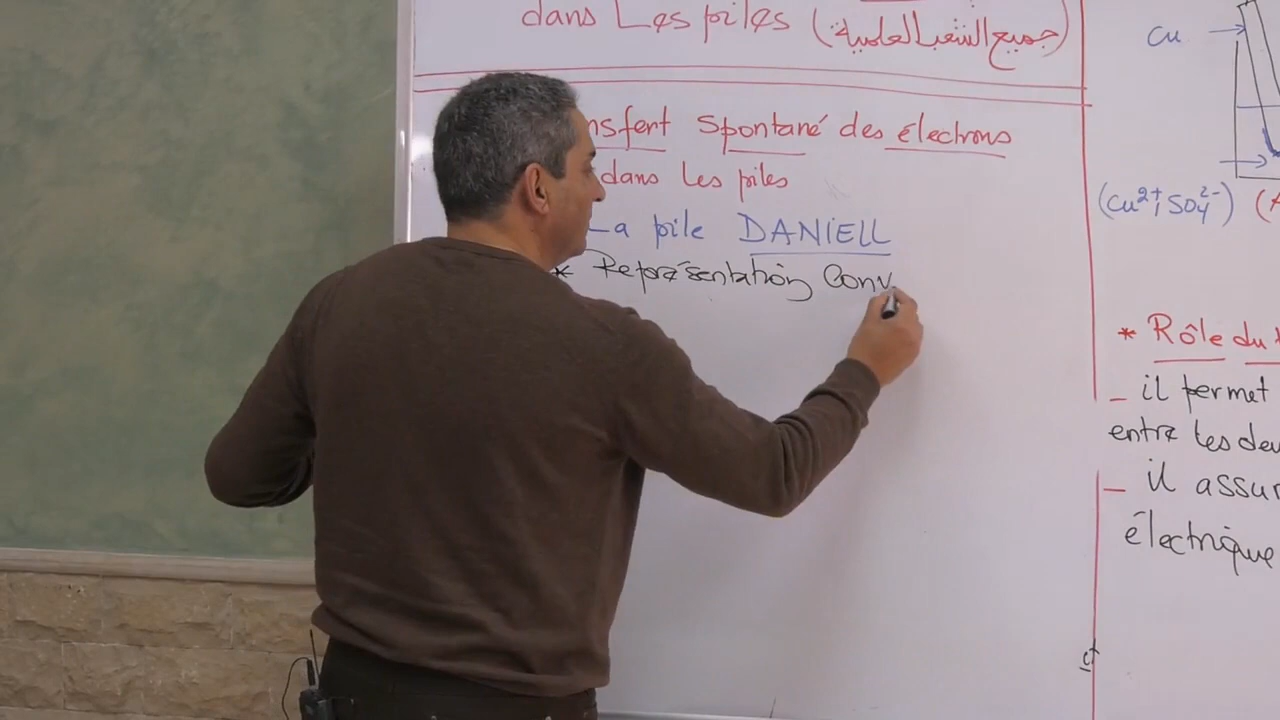 dans Les piles (جميع الشعب العلمية)
nsfert spontané des électrons
dans les piles
La pile DANIELL
* Représentation Conv
Cu
(Cu²⁺, SO₄²⁻)
* Rôle du
- il permet
entre les deu
- il assur
électrique